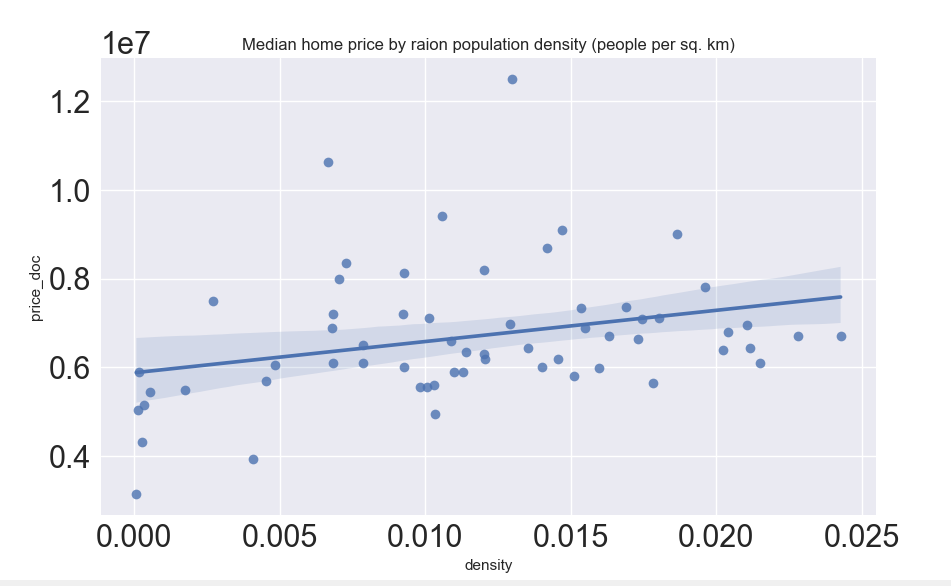 1e7
Median home price by raion population density (people per sq. km)
1.2
1.0
0.8
0.6
0.4
price_doc
0.000 0.005 0.010 0.015 0.020 0.025
density